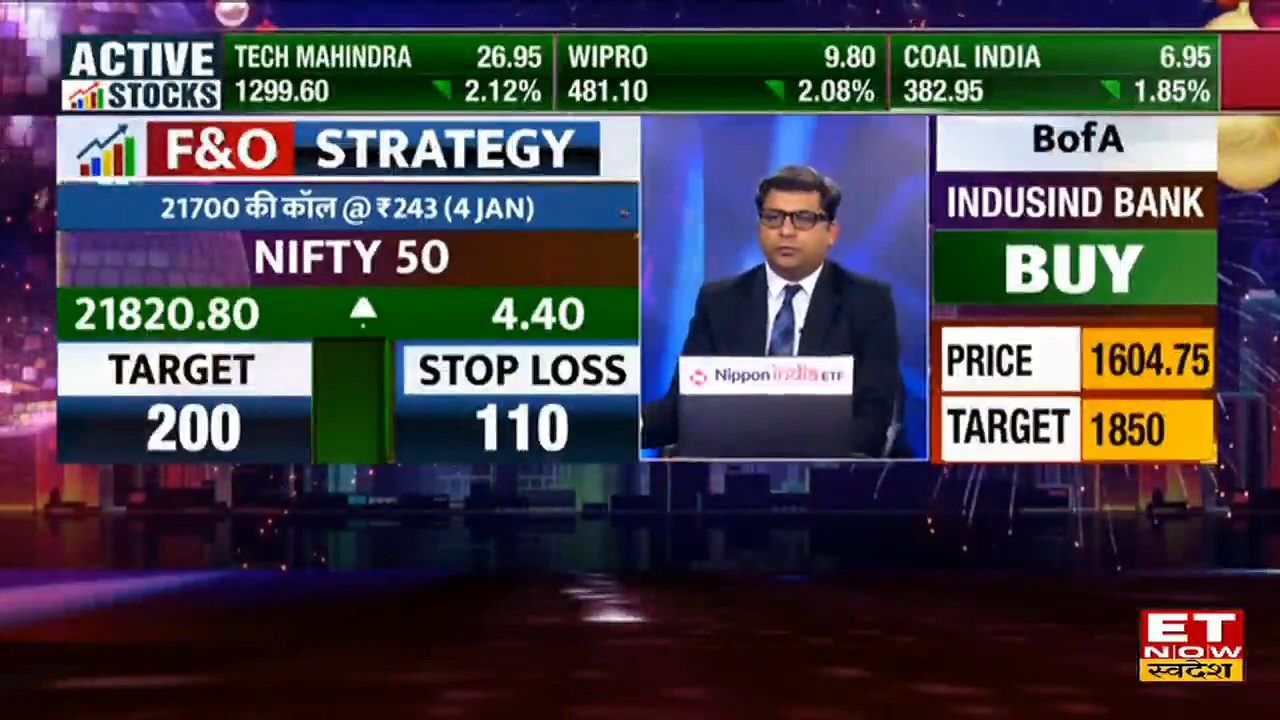 ACTIVE
STOCKS
TECH MAHINDRA 26.95
1299.60 2.12%
WIPRO 9.80
481.10 2.08%
COAL INDIA 6.95
382.95 1.85%
F&O STRATEGY
21700 की कॉल @ ₹243 (4 JAN)
NIFTY 50
21820.80 4.40
TARGET STOP LOSS
200 110
Nippon india ETF
BofA
INDUSIND BANK
BUY
PRICE 1604.75
TARGET 1850
ET
NOW
स्वदेश